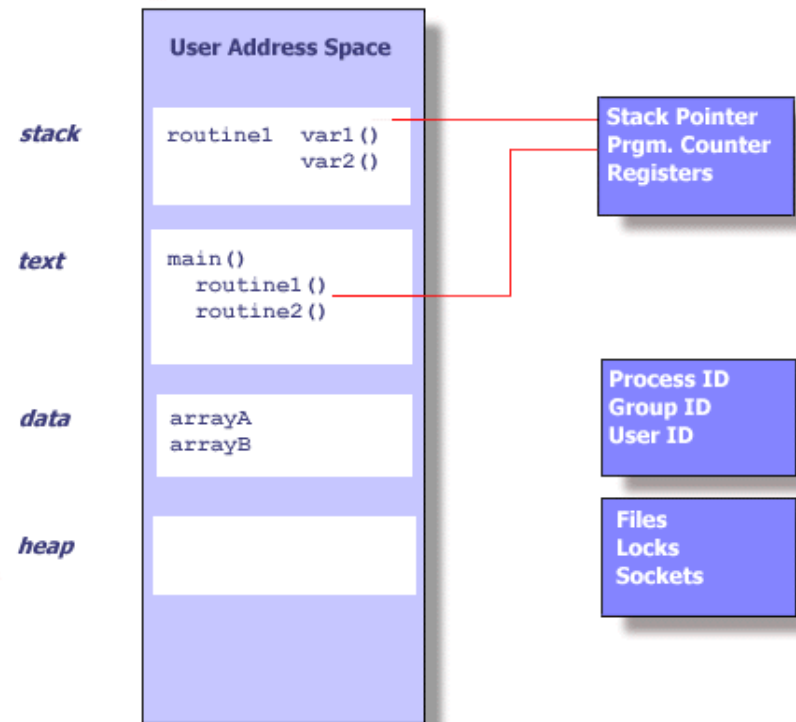 User Address Space
stack
routine1 var1()
var2()
text
main()
routine1()
routine2()
data
arrayA
arrayB
heap
Stack Pointer
Prgm. Counter
Registers
Process ID
Group ID
User ID
Files
Locks
Sockets